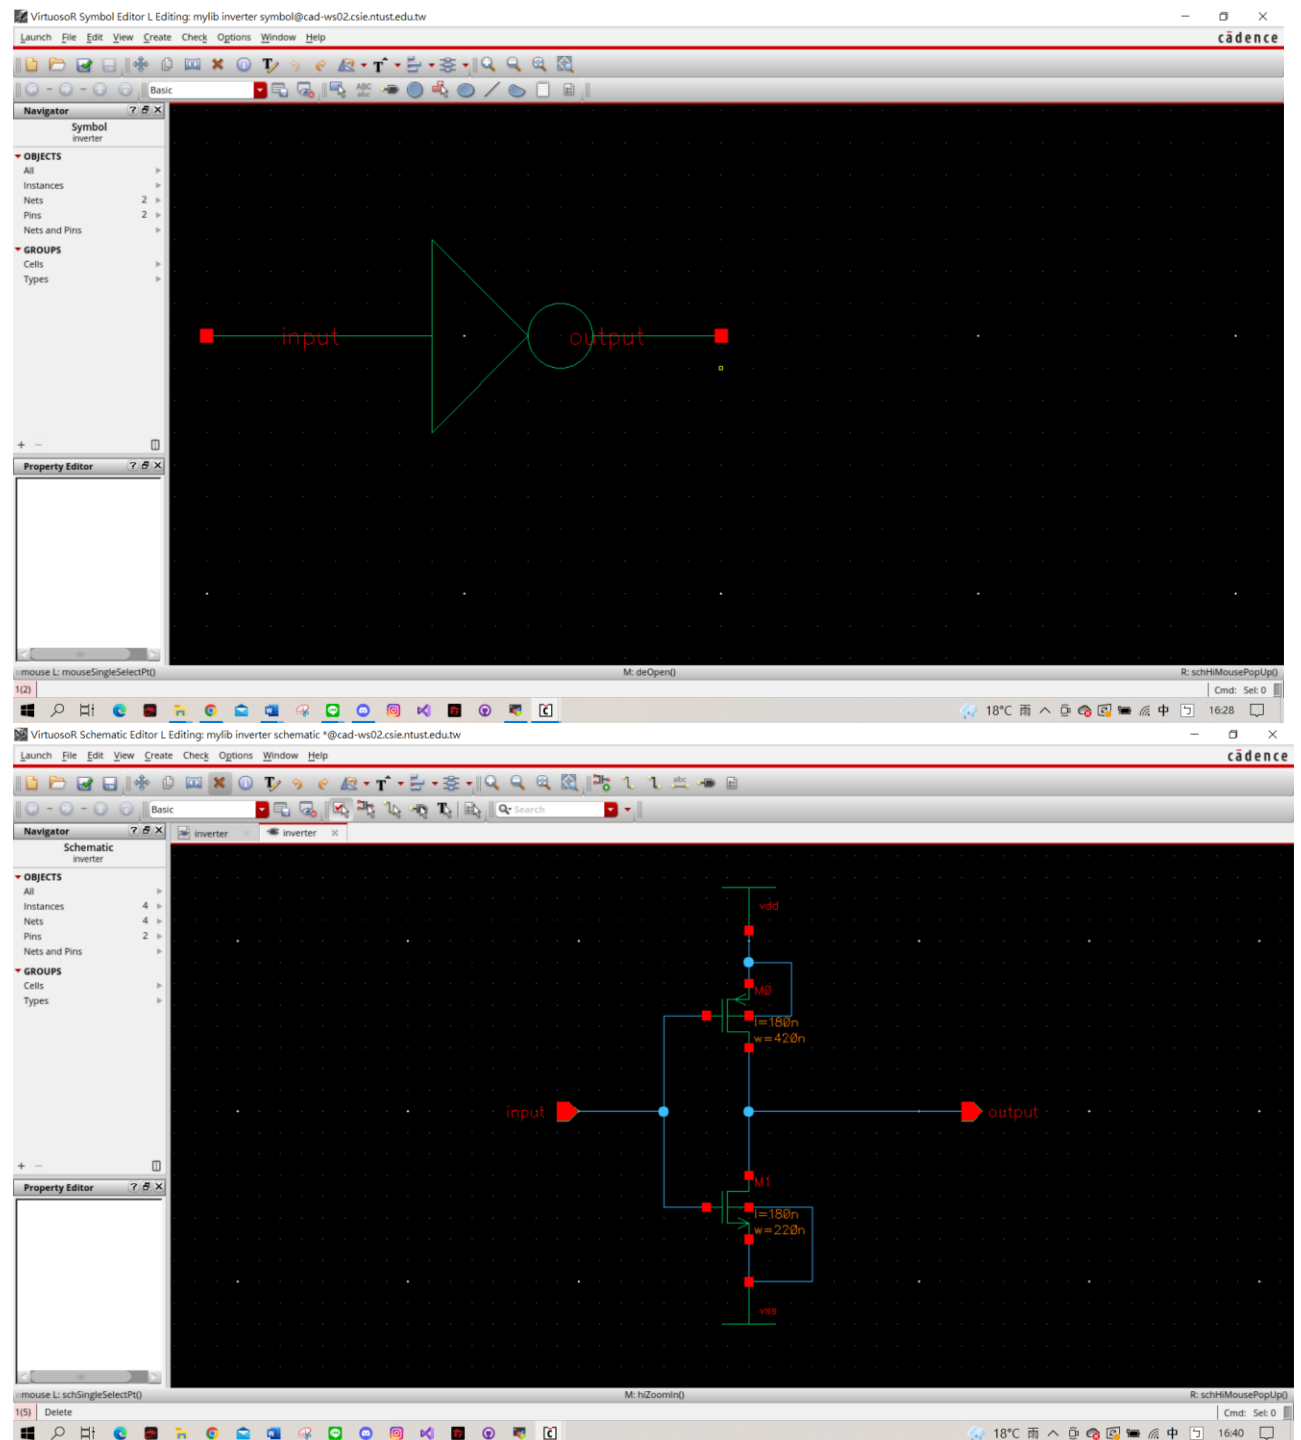 VirtuosoR Symbol Editor L Editing: mylib inverter symbol@cad-ws02.csie.ntust.edu.tw
Launch File Edit View Create Check Options Window Help
cādence
Basic
Navigator
Symbol
inverter
OBJECTS
All
Instances
Nets 2
Pins 2
Nets and Pins
GROUPS
Cells
Types
input
output
Property Editor
mouse L: mouseSingleSelectPt()
M: deOpen()
R: schHiMousePopUp()
1(2)
Cmd: Sel: 0
18°C 雨
中
16:28
VirtuosoR Schematic Editor L Editing: mylib inverter schematic *@cad-ws02.csie.ntust.edu.tw
Launch File Edit View Create Check Options Window Help
cādence
Basic
Search
Navigator
inverter
inverter
Schematic
inverter
OBJECTS
All
Instances 4
Nets 4
Pins 2
Nets and Pins
GROUPS
Cells
Types
vdd
M0
l=180n
w=420n
input
output
M1
l=180n
w=220n
vss
Property Editor
mouse L: schSingleSelectPt()
M: hiZoomIn()
R: schHiMousePopUp()
1(5) Delete
Cmd: Sel: 0
18°C 雨
中
16:40